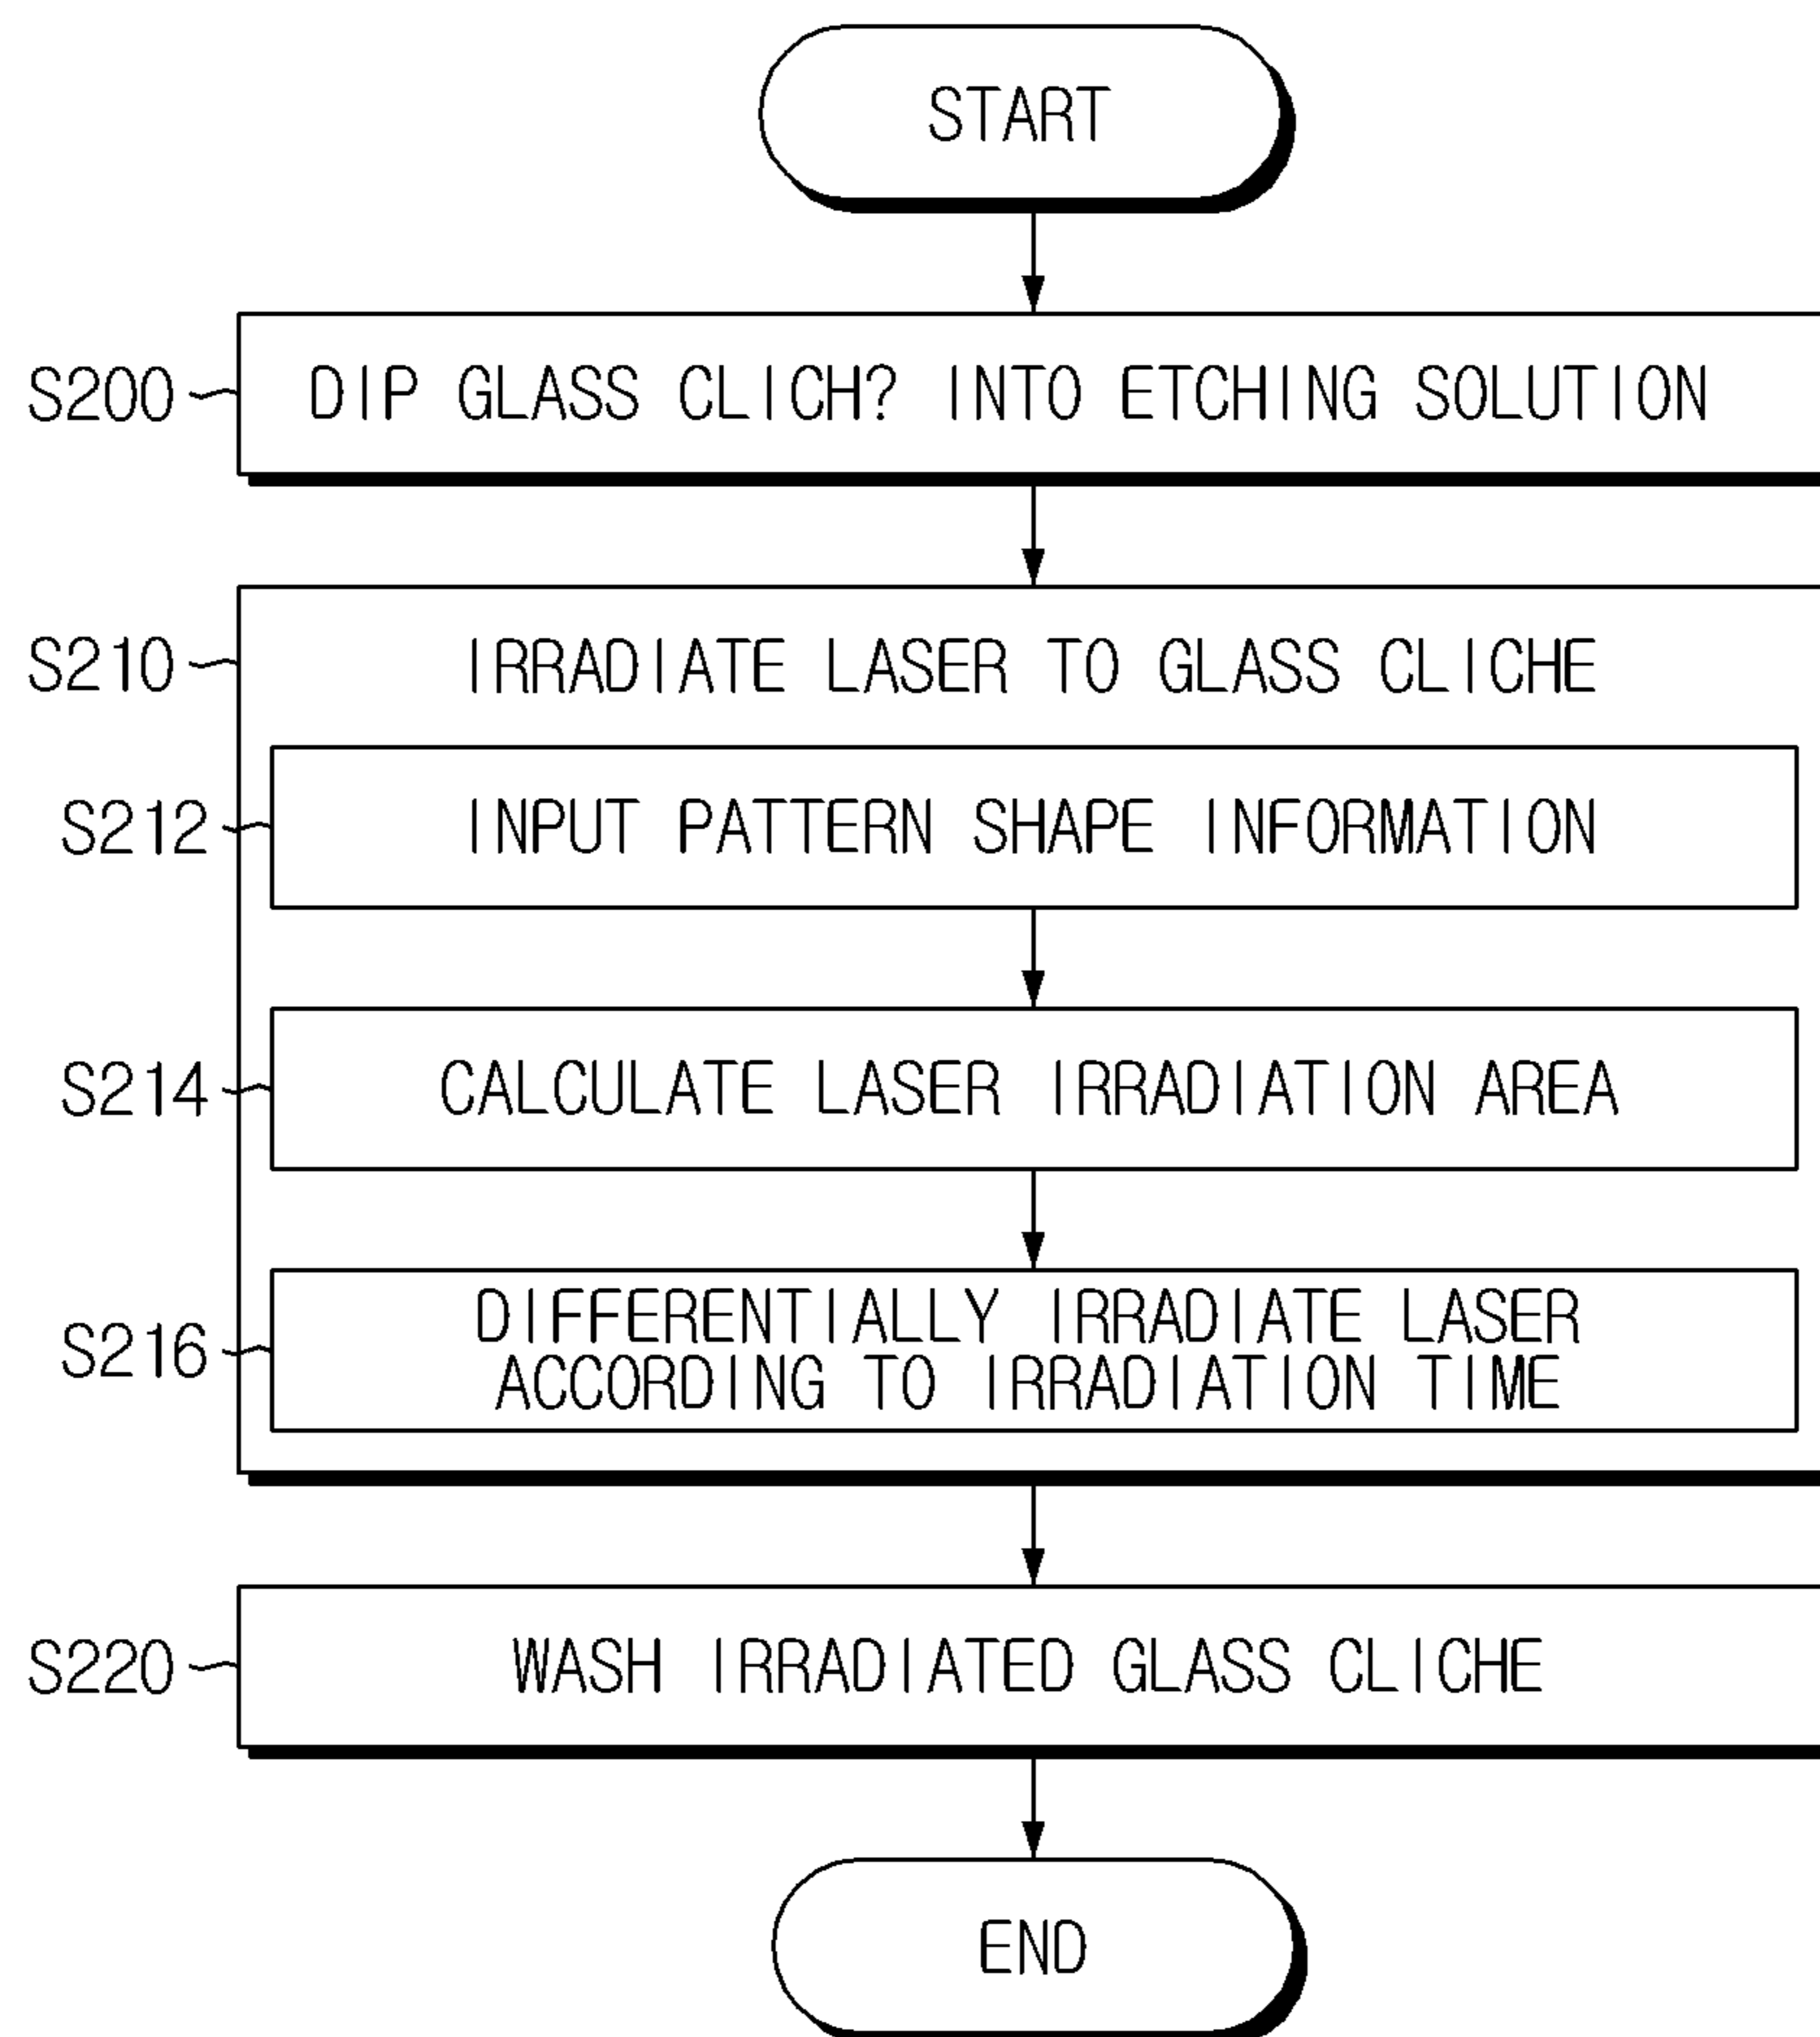 START
S200
DIP GLASS CLICH? INTO ETCHING SOLUTION
S210
IRRADIATE LASER TO GLASS CLICHE
S212
INPUT PATTERN SHAPE INFORMATION
S214
CALCULATE LASER IRRADIATION AREA
S216
DIFFERENTIALLY IRRADIATE LASER
ACCORDING TO IRRADIATION TIME
S220
WASH IRRADIATED GLASS CLICHE
END